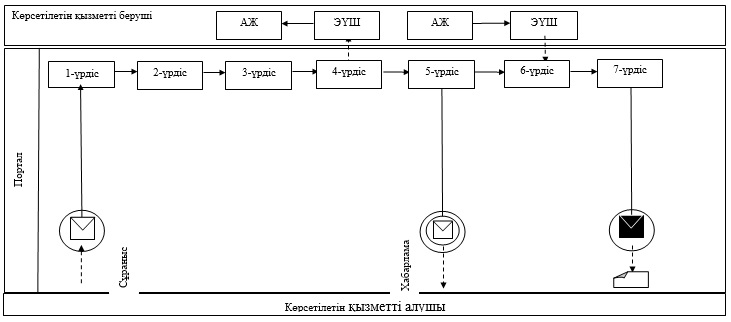 Көрсетілетін қызметті беруші
АЖ ЭҮШ АЖ ЭҮШ
1-үрдіс 2-үрдіс 3-үрдіс 4-үрдіс 5-үрдіс 6-үрдіс 7-үрдіс
Портал
Сұраныс
Хабарлама
Көрсетілетін қызметті алушы